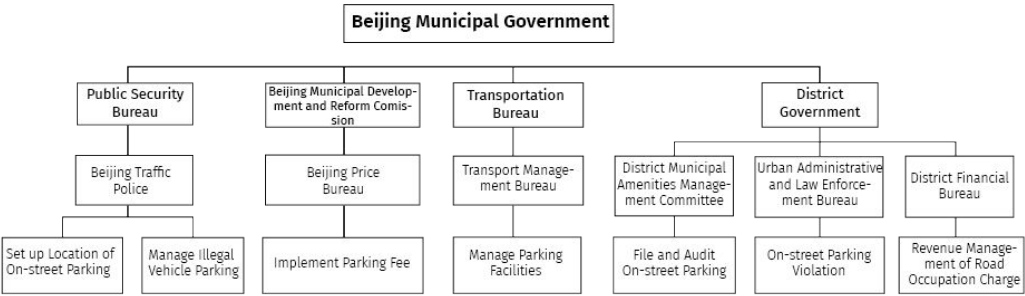 Beijing Municipal Government
Public Security
Bureau
Beijing Municipal Develop-
ment and Reform Comis-
sion
Transportation
Bureau
District
Government
Beijing Traffic
Police
Beijing Price
Bureau
Transport Manage-
ment Bureau
District Municipal
Amenities Manage-
ment Committee
Urban Administrative
and Law Enforce-
ment Bureau
District Financial
Bureau
Set up Location of
On-street Parking
Manage Illegal
Vehicle Parking
Implement Parking Fee
Manage Parking
Facilities
File and Audit
On-street Parking
On-street Parking
Violation
Revenue Manage-
ment of Road
Occupation Charge